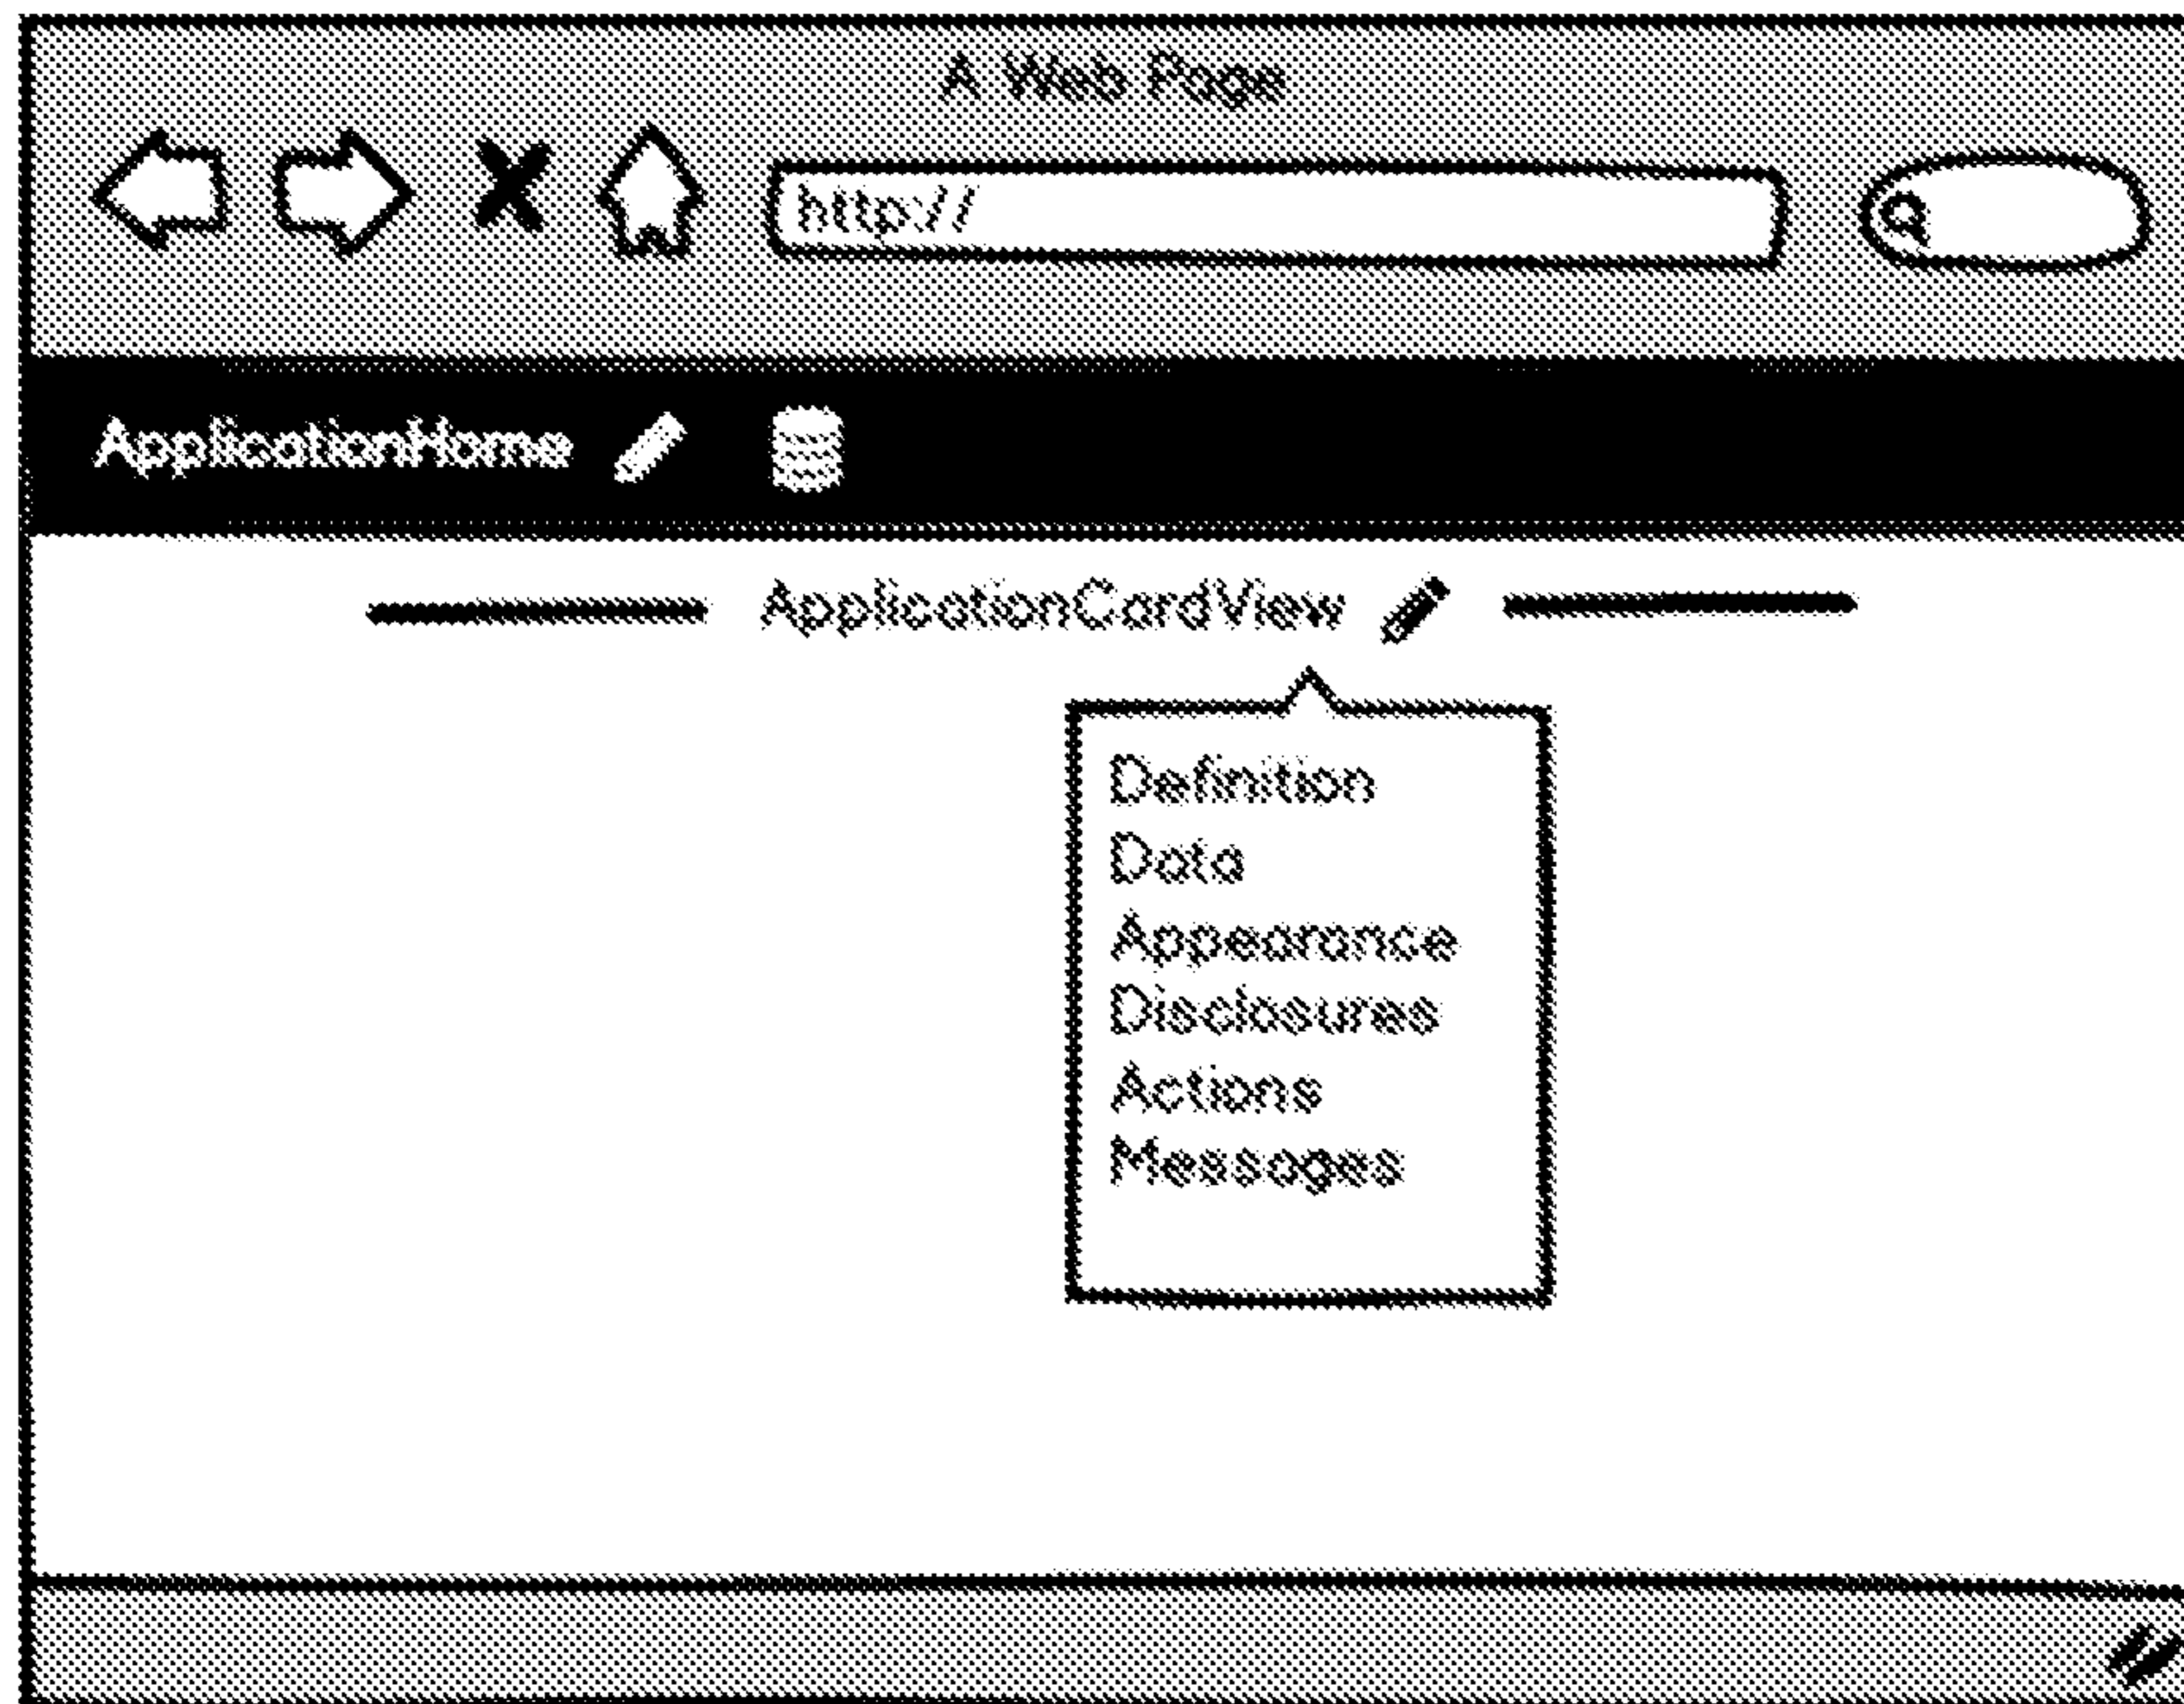 A Web Page
http://
ApplicationHome
ApplicationCardView
Definition
Data
Appearance
Disclosures
Actions
Messages